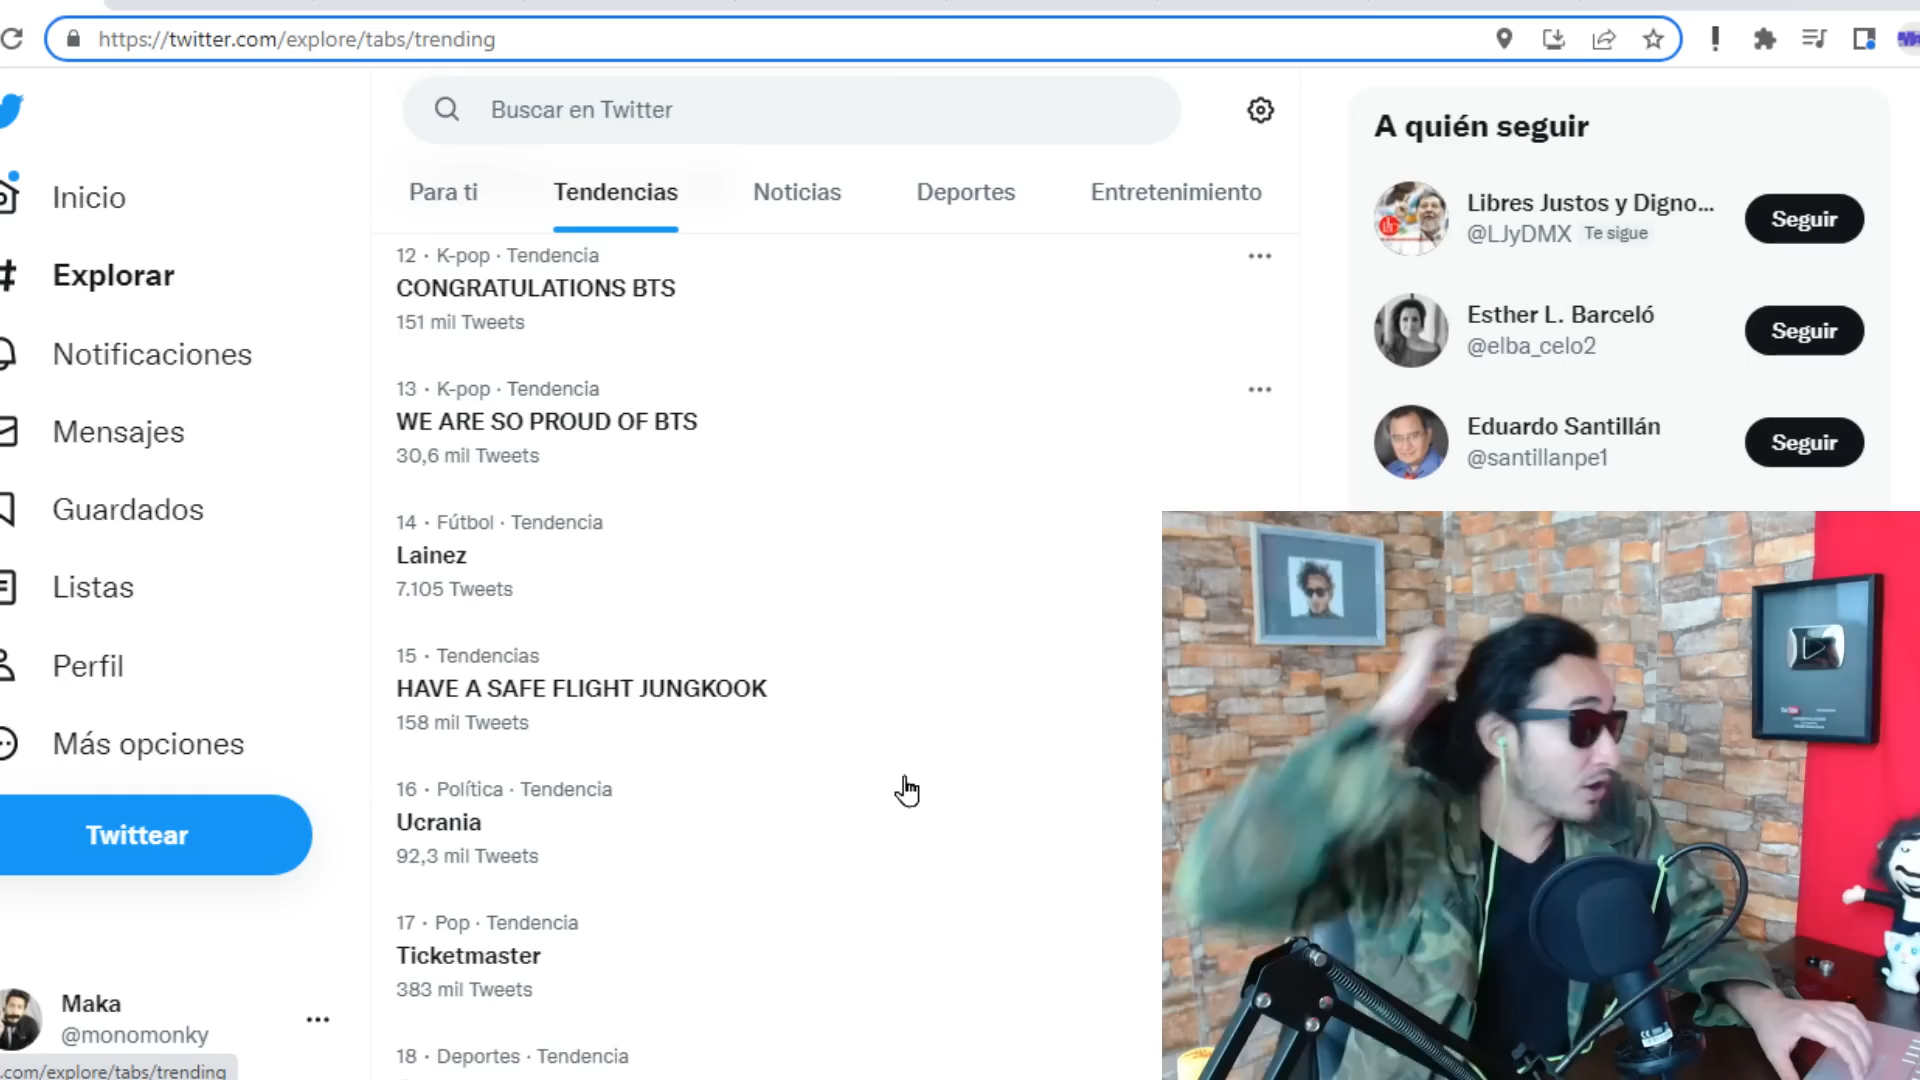 https://twitter.com/explore/tabs/trending
Inicio
Explorar
Notificaciones
Mensajes
Guardados
Listas
Perfil
Más opciones
Twittear
Maka
@monomonky
.com/explore/tabs/trending
Buscar en Twitter
Para ti
Tendencias
Noticias
Deportes
Entretenimiento
12 · K-pop · Tendencia
CONGRATULATIONS BTS
151 mil Tweets
13 · K-pop · Tendencia
WE ARE SO PROUD OF BTS
30,6 mil Tweets
14 · Fútbol · Tendencia
Lainez
7.105 Tweets
15 · Tendencias
HAVE A SAFE FLIGHT JUNGKOOK
158 mil Tweets
16 · Política · Tendencia
Ucrania
92,3 mil Tweets
17 · Pop · Tendencia
Ticketmaster
383 mil Tweets
18 · Deportes · Tendencia
A quién seguir
Libres Justos y Digno...
@LJyDMX Te sigue
Seguir
Esther L. Barceló
@elba_celo2
Seguir
Eduardo Santillán
@santillanpe1
Seguir